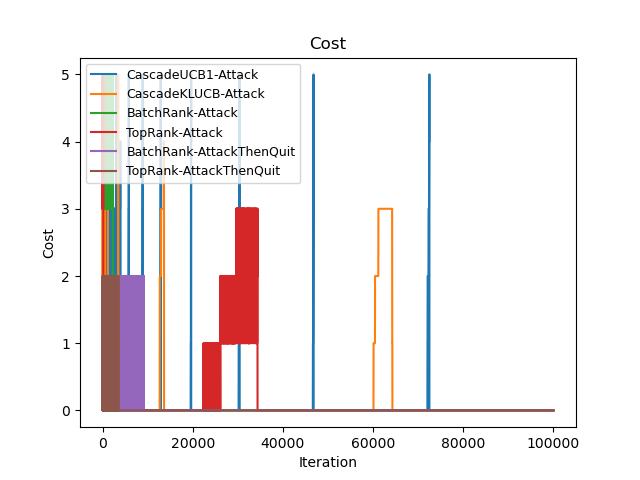 Cost
5
4
3
2
1
0
Cost
CascadeUCB1-Attack
CascadeKLUCB-Attack
BatchRank-Attack
TopRank-Attack
BatchRank-AttackThenQuit
TopRank-AttackThenQuit
0 20000 40000 60000 80000 100000
Iteration